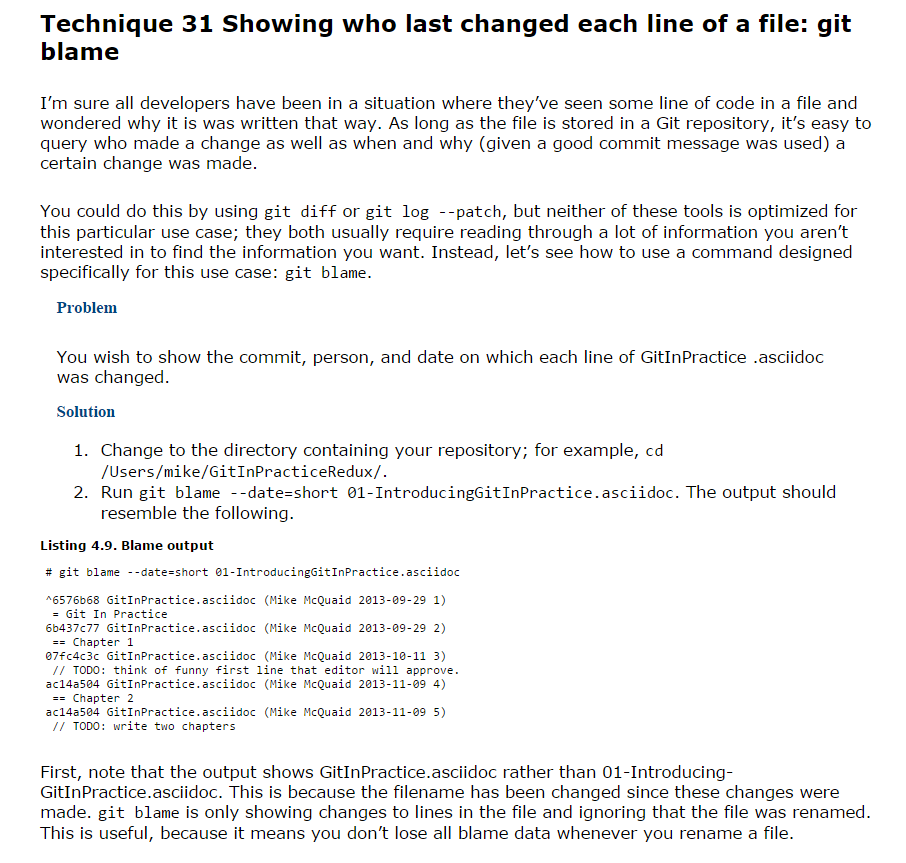 Technique 31 Showing who last changed each line of a file: git
blame
I’m sure all developers have been in a situation where they’ve seen some line of code in a file and
wondered why it is was written that way. As long as the file is stored in a Git repository, it’s easy to
query who made a change as well as when and why (given a good commit message was used) a
certain change was made.
You could do this by using git diff or git log --patch, but neither of these tools is optimized for
this particular use case; they both usually require reading through a lot of information you aren’t
interested in to find the information you want. Instead, let’s see how to use a command designed
specifically for this use case: git blame.
Problem
You wish to show the commit, person, and date on which each line of GitInPractice .asciidoc
was changed.
Solution
1. Change to the directory containing your repository; for example, cd
/Users/mike/GitInPracticeRedux/.
2. Run git blame --date=short 01-IntroducingGitInPractice.asciidoc. The output should
resemble the following.
Listing 4.9. Blame output
# git blame --date=short 01-IntroducingGitInPractice.asciidoc
^6576b68 GitInPractice.asciidoc (Mike McQuaid 2013-09-29 1)
= Git In Practice
6b437c77 GitInPractice.asciidoc (Mike McQuaid 2013-09-29 2)
== Chapter 1
07fc4c3c GitInPractice.asciidoc (Mike McQuaid 2013-10-11 3)
// TODO: think of funny first line that editor will approve.
ac14a504 GitInPractice.asciidoc (Mike McQuaid 2013-11-09 4)
== Chapter 2
ac14a504 GitInPractice.asciidoc (Mike McQuaid 2013-11-09 5)
// TODO: write two chapters
First, note that the output shows GitInPractice.asciidoc rather than 01-Introducing-
GitInPractice.asciidoc. This is because the filename has been changed since these changes were
made. git blame is only showing changes to lines in the file and ignoring that the file was renamed.
This is useful, because it means you don’t lose all blame data whenever you rename a file.